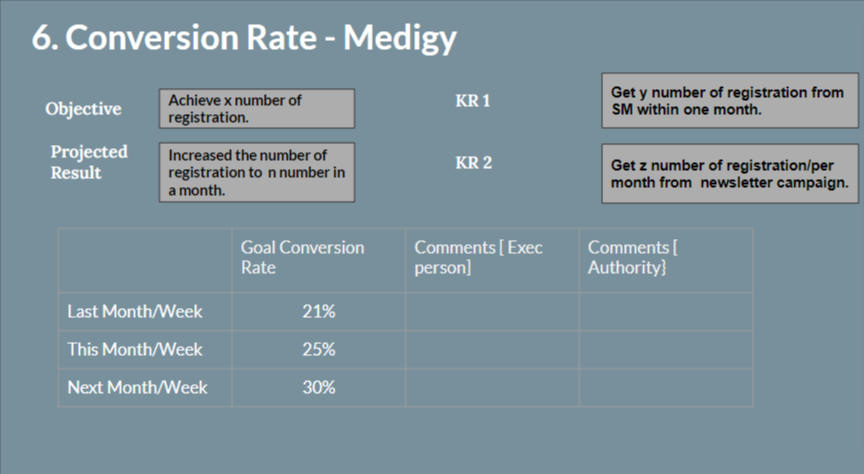 6. Conversion Rate - Medigy
Objective
Achieve x number of
registration.
KR 1
Get y number of registration from
SM within one month.
Projected
Result
Increased the number of
registration to n number in
a month.
KR 2
Get z number of registration/per
month from newsletter campaign.
Goal Conversion
Rate
Comments [ Exec
person]
Comments [
Authority}
Last Month/Week 21%
This Month/Week 25%
Next Month/Week 30%